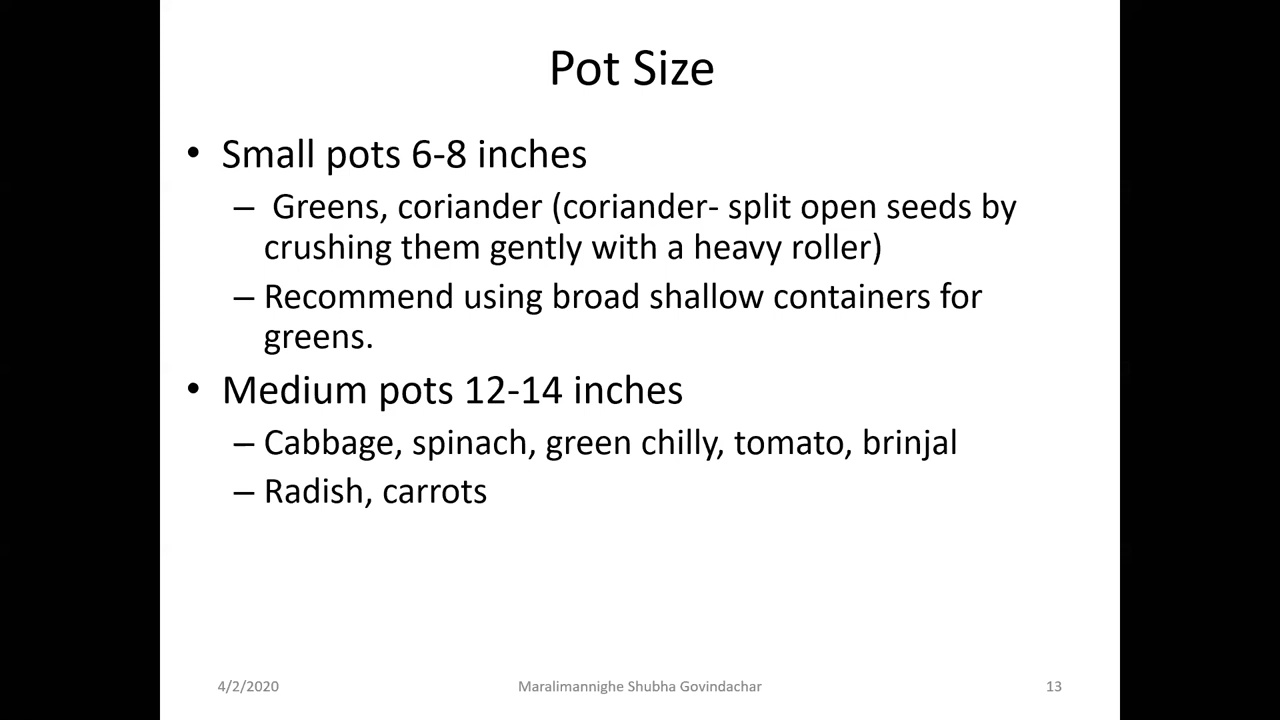 Pot Size
• Small pots 6-8 inches
– Greens, coriander (coriander- split open seeds by
crushing them gently with a heavy roller)
– Recommend using broad shallow containers for
greens.
• Medium pots 12-14 inches
– Cabbage, spinach, green chilly, tomato, brinjal
– Radish, carrots
4/2/2020
Maralimannighe Shubha Govindachar
13